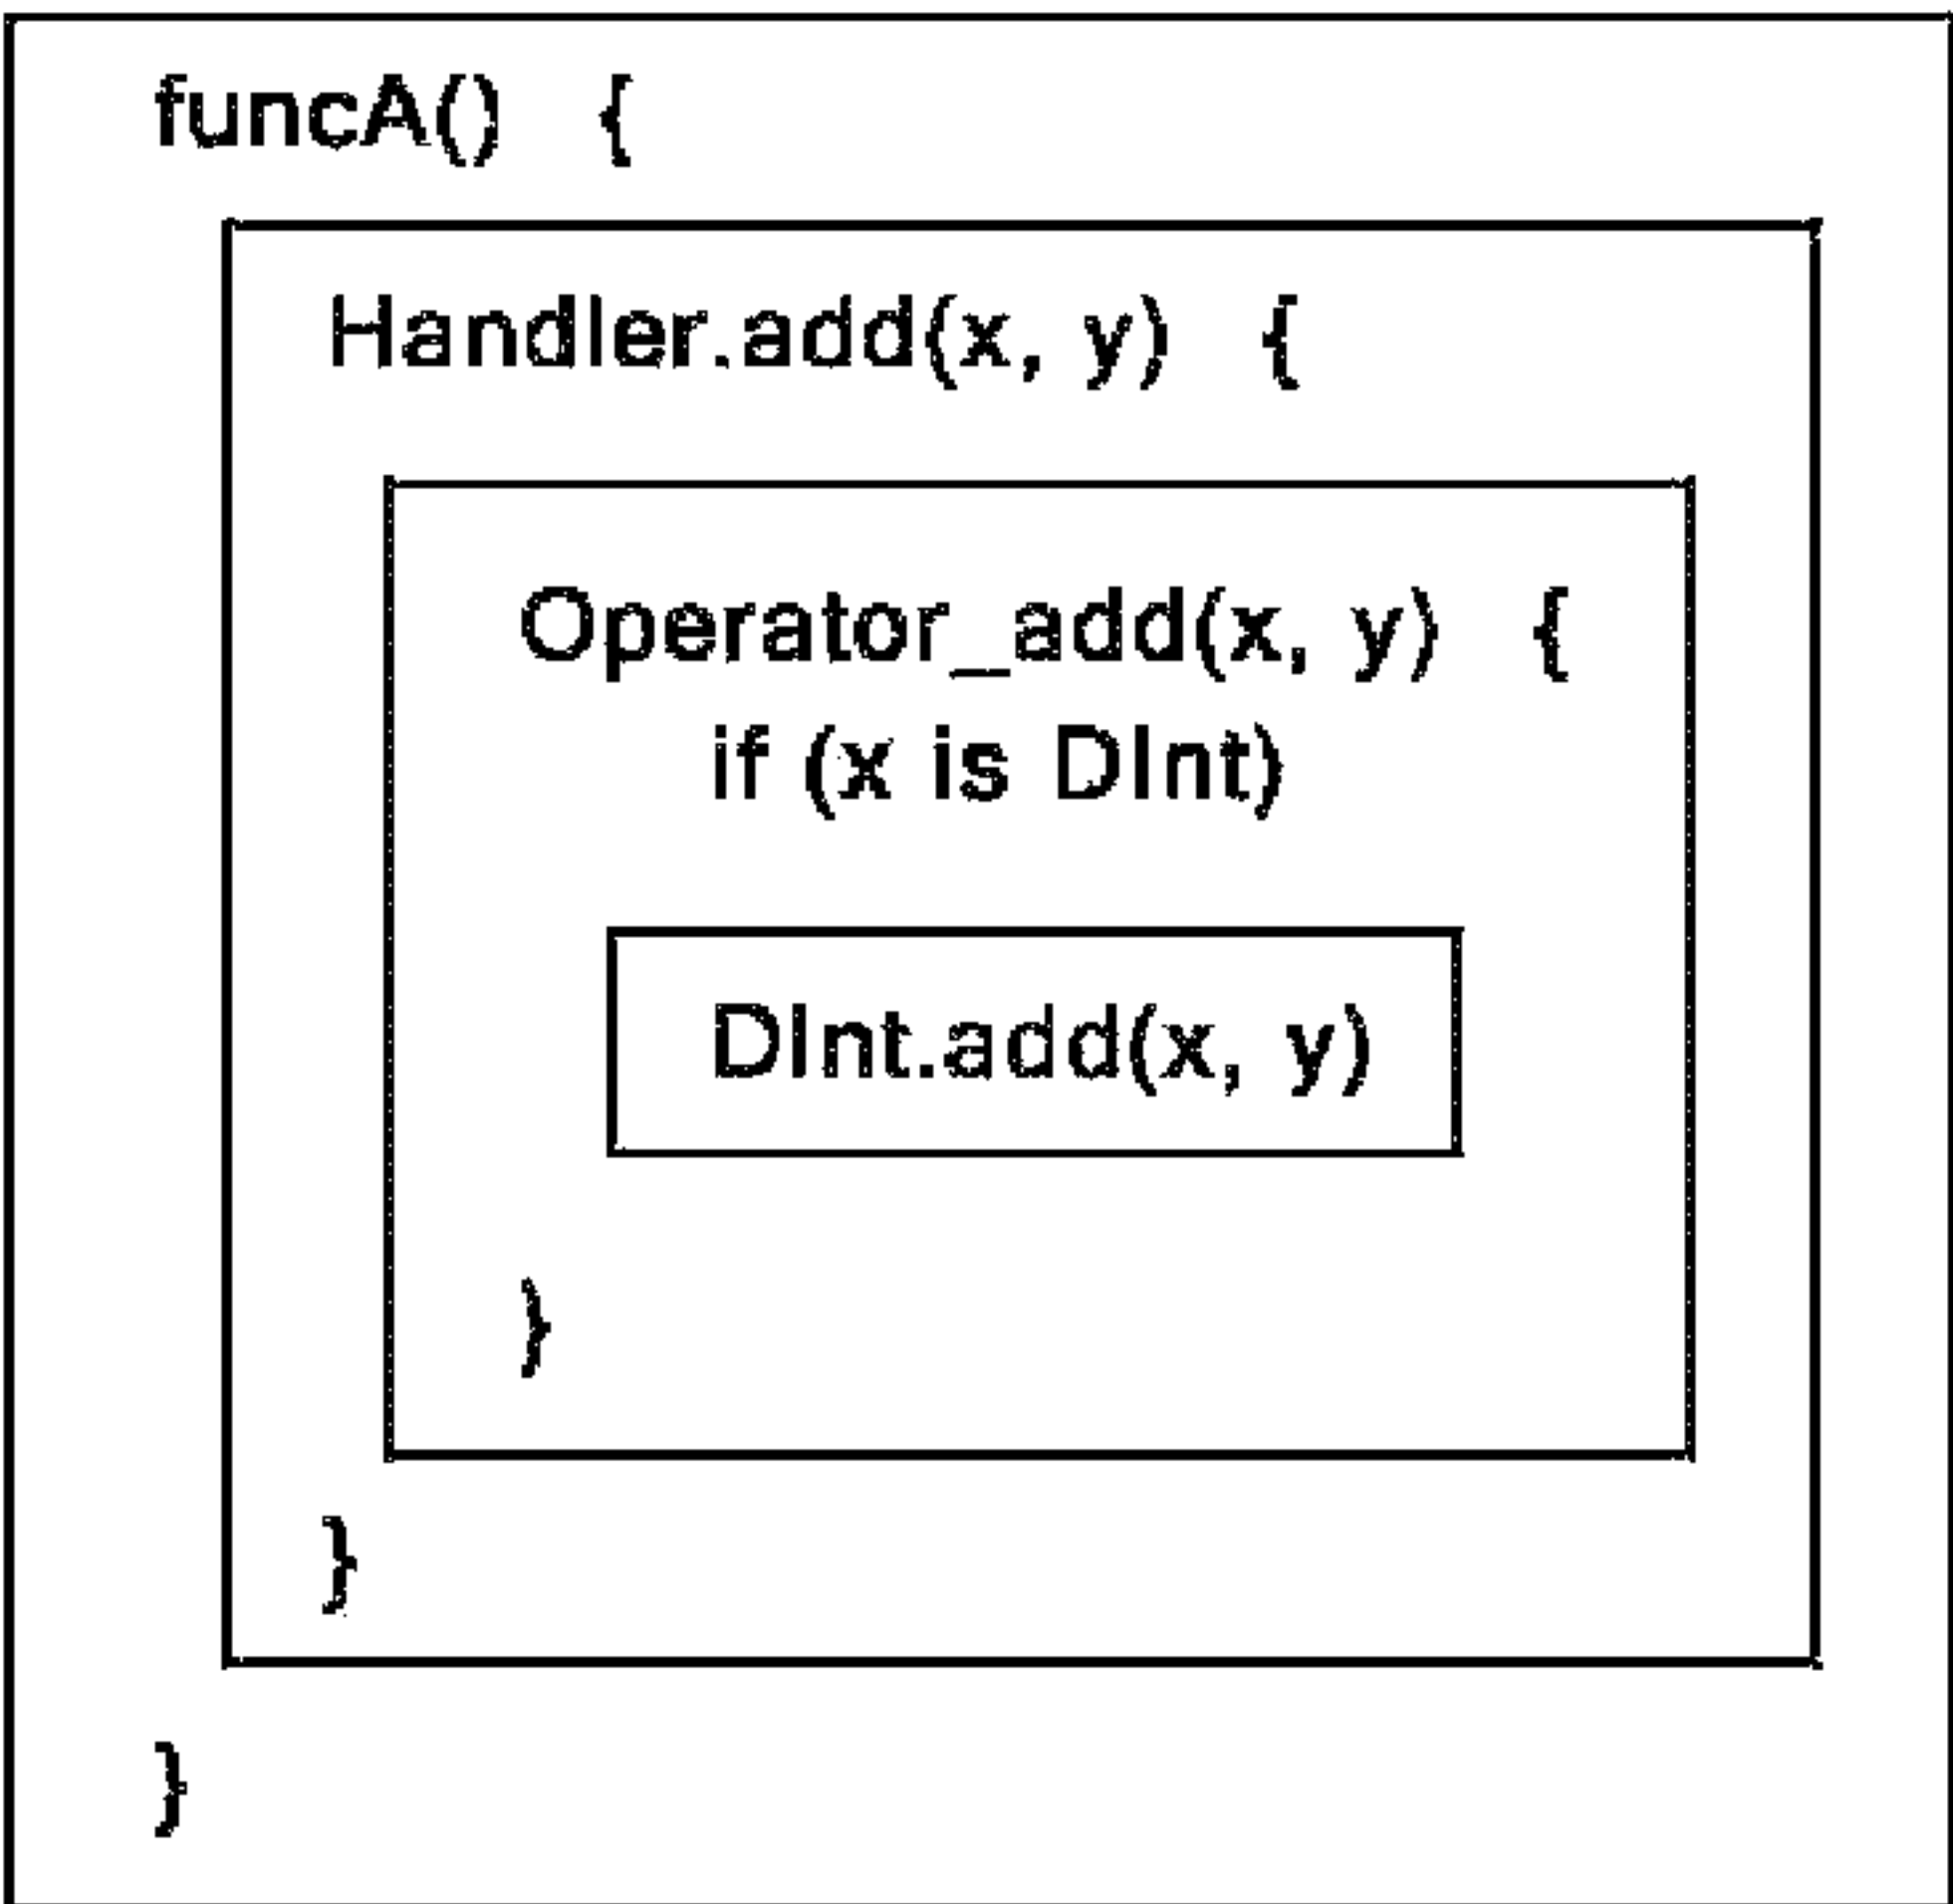 funcA() {
Handler.add(x, y) {
Operator_add(x, y) {
if (x is DInt)
DInt.add(x, y)
}
}
}